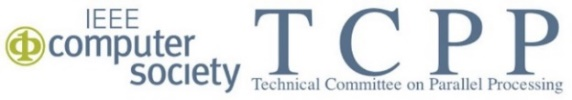 IEEE
computer
society
TCPP
Technical Committee on Parallel Processing